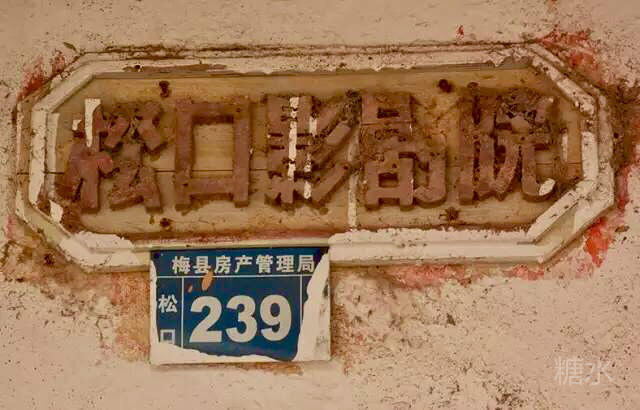 松口影剧院
梅县房产管理局
松口
239
糖水